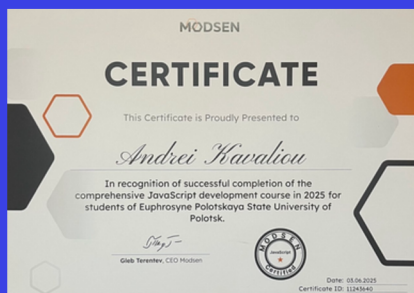 MODSEN
CERTIFICATE
This Certificate is Proudly Presented to
Andrei Kavaliou
In recognition of successful completion of the
comprehensive JavaScript development course in 2025 for
students of Euphrosyne Polotskaya State University of
Polotsk.
Gleb Terentev, CEO Modsen
MODSEN
JavaScript
Certified
Date: 03.06.2025
Certificate ID: 11243640